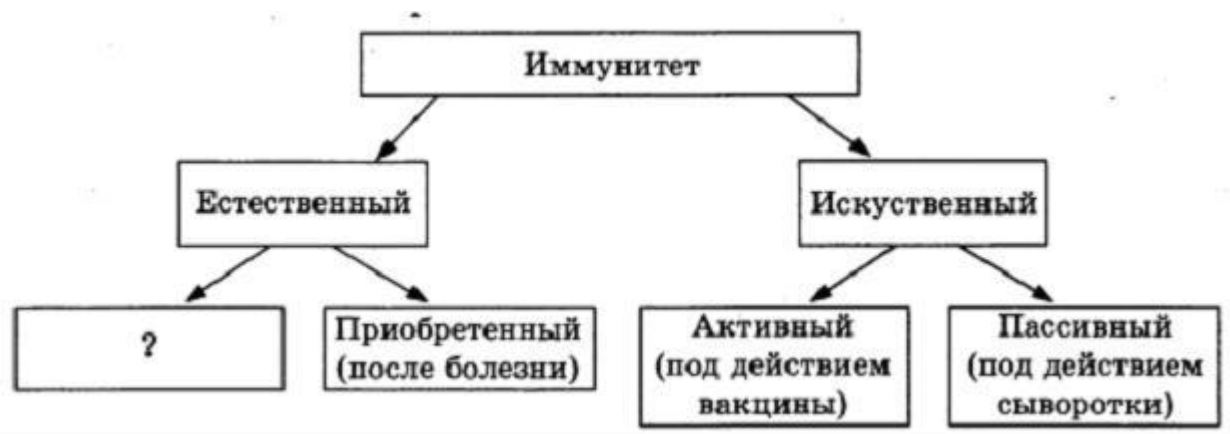 Иммунитет
Естественный
Искуственный
?
Приобретенный
(после болезни)
Активный
(под действием
вакцины)
Пассивный
(под действием
сыворотки)